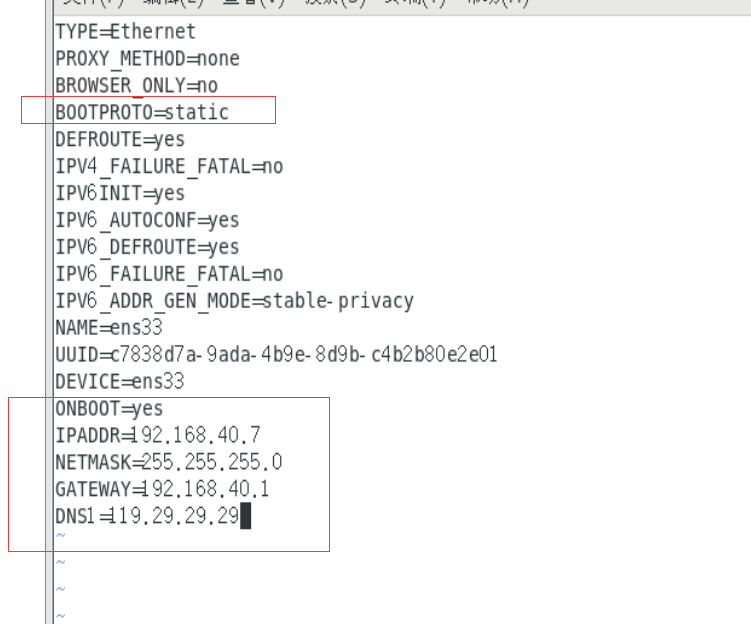 TYPE=Ethernet
PROXY_METHOD=none
BROWSER_ONLY=no
BOOTPROTO=static
DEFROUTE=yes
IPV4_FAILURE_FATAL=no
IPV6INIT=yes
IPV6_AUTOCONF=yes
IPV6_DEFROUTE=yes
IPV6_FAILURE_FATAL=no
IPV6_ADDR_GEN_MODE=stable-privacy
NAME=ens33
UUID=c7838d7a-9ada-4b9e-8d9b-c4b2b80e2e01
DEVICE=ens33
ONBOOT=yes
IPADDR=192.168.40.7
NETMASK=255.255.255.0
GATEWAY=192.168.40.1
DNS1=119.29.29.29
~
~
~
~